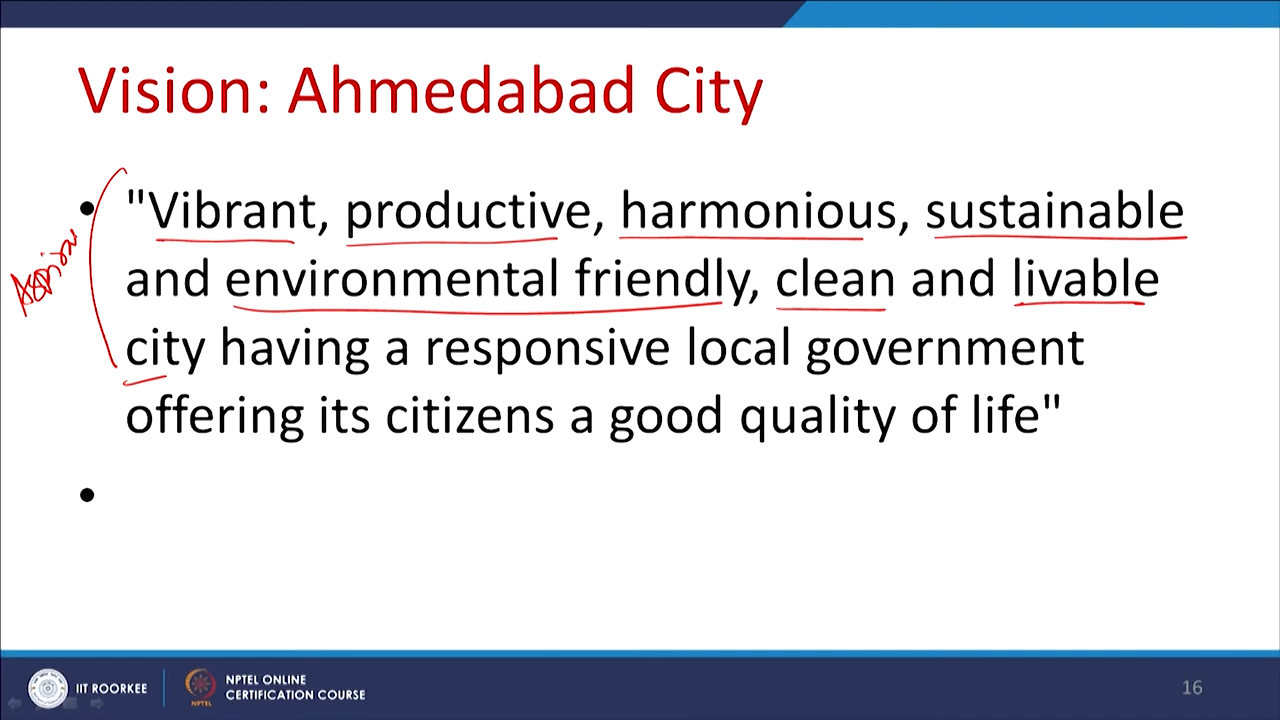 Vision: Ahmedabad City
• "Vibrant, productive, harmonious, sustainable
and environmental friendly, clean and livable
city having a responsive local government
offering its citizens a good quality of life"
•
IIT ROORKEE
NPTEL
NPTEL ONLINE
CERTIFICATION COURSE
16